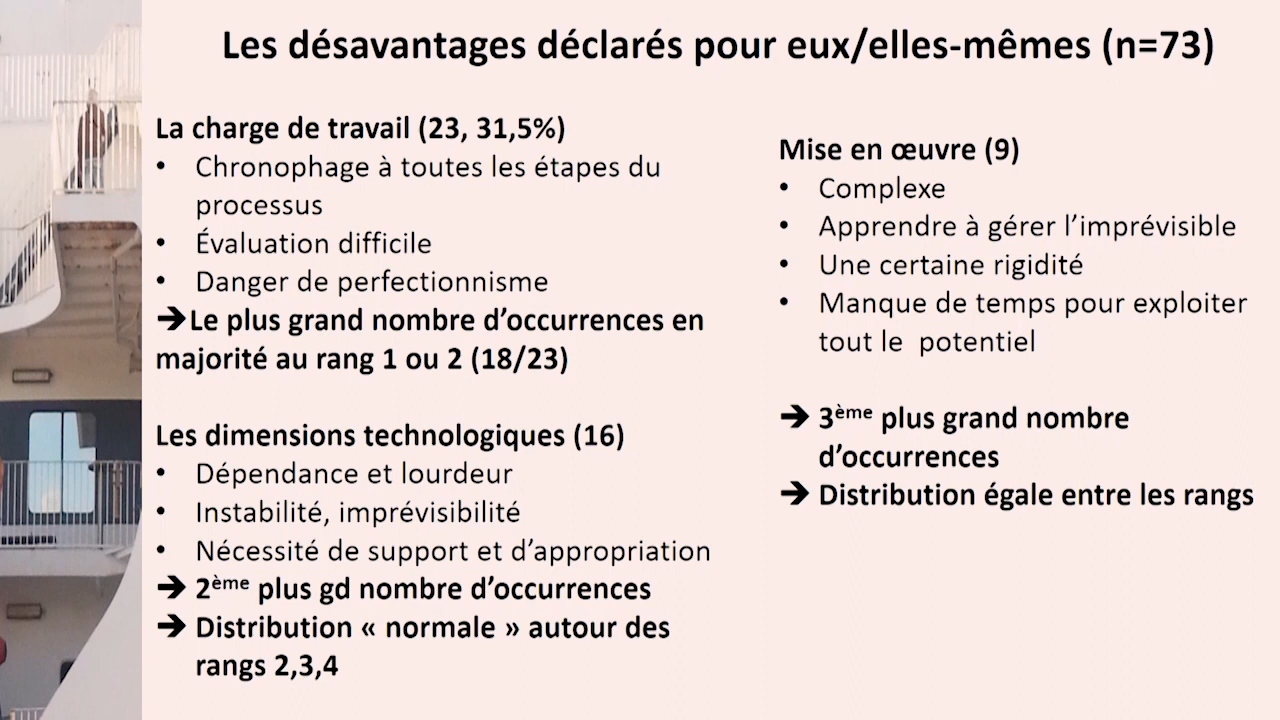 Les désavantages déclarés pour eux/elles-mêmes (n=73)
La charge de travail (23, 31,5%)
• Chronophage à toutes les étapes du
processus
• Évaluation difficile
• Danger de perfectionnisme
➔Le plus grand nombre d’occurrences en
majorité au rang 1 ou 2 (18/23)
Les dimensions technologiques (16)
• Dépendance et lourdeur
• Instabilité, imprévisibilité
• Nécessité de support et d’appropriation
➔ 2ème plus gd nombre d’occurrences
➔ Distribution « normale » autour des
rangs 2,3,4
Mise en œuvre (9)
• Complexe
• Apprendre à gérer l’imprévisible
• Une certaine rigidité
• Manque de temps pour exploiter
tout le  potentiel
➔ 3ème plus grand nombre
d’occurrences
➔ Distribution égale entre les rangs